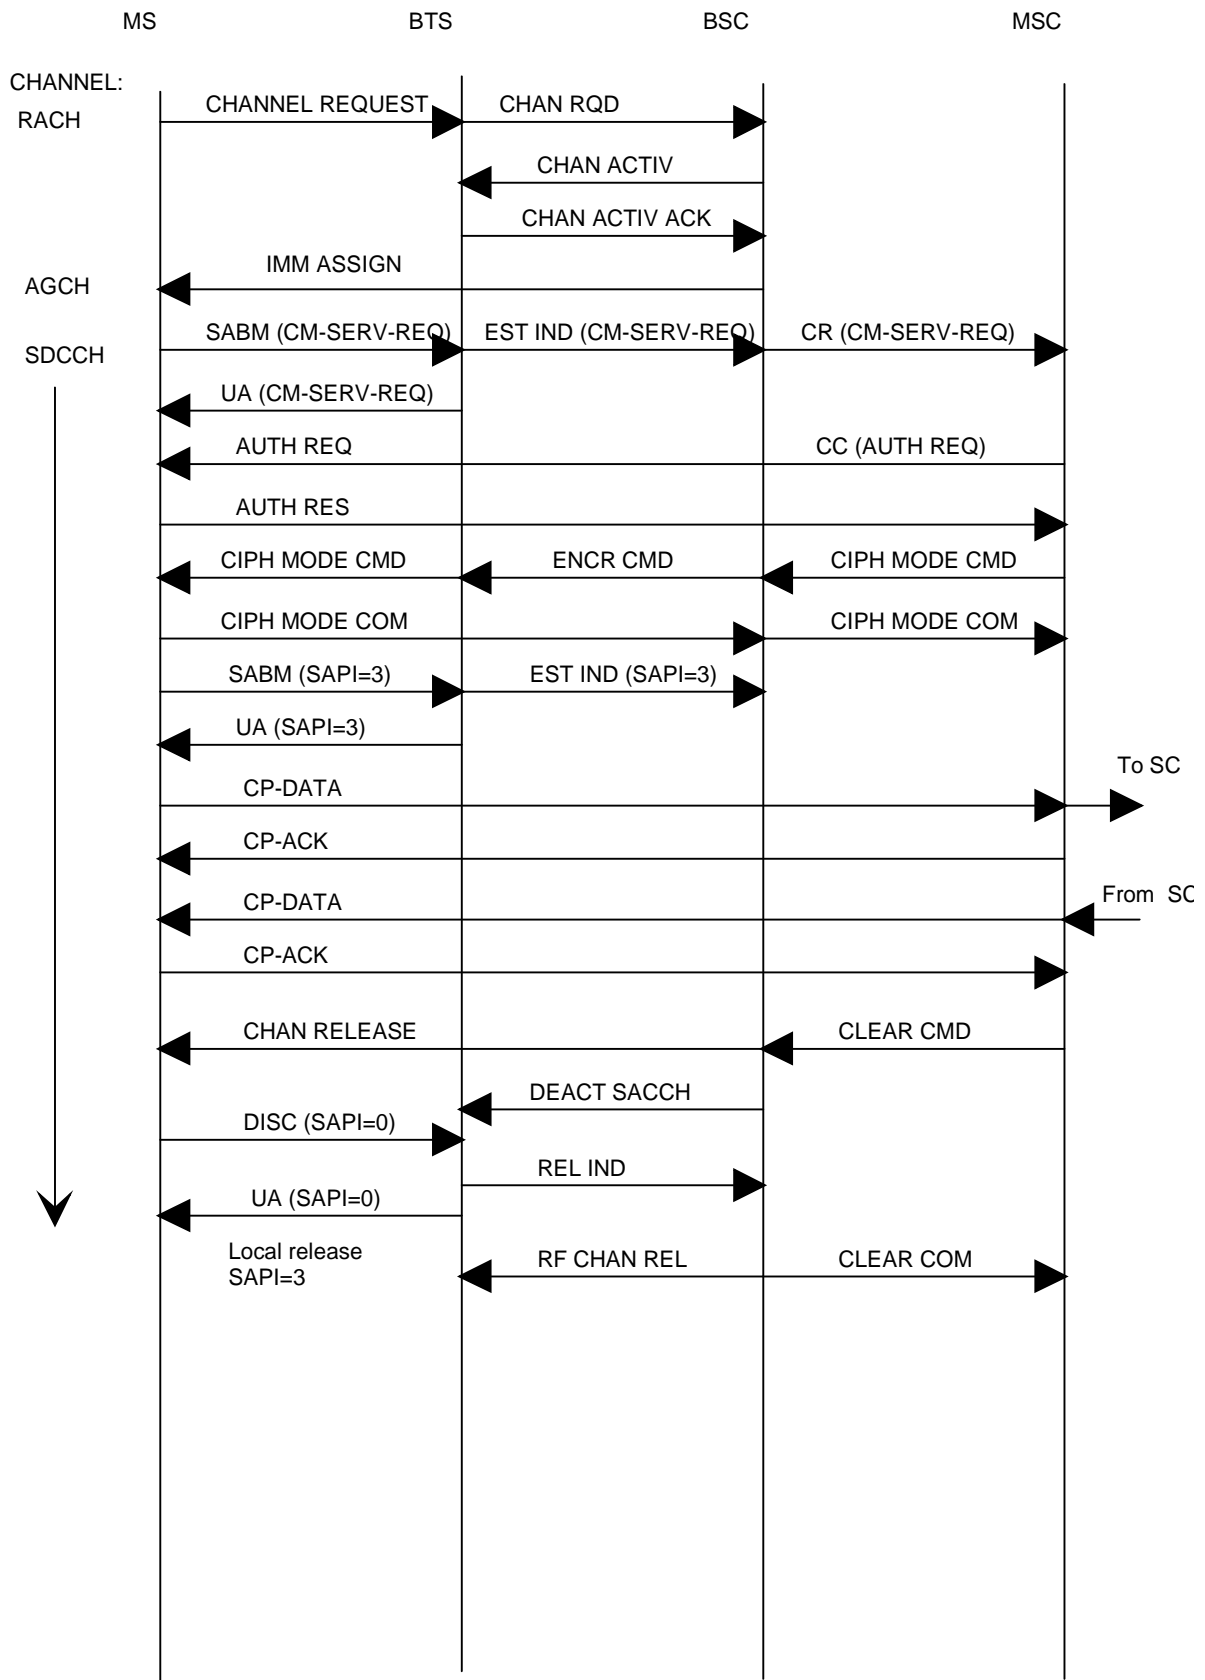 MS BTS BSC MSC
CHANNEL:
CHANNEL REQUEST CHAN RQD
RACH
CHAN ACTIV
CHAN ACTIV ACK
IMM ASSIGN
AGCH
SABM (CM-SERV-REQ) EST IND (CM-SERV-REQ) CR (CM-SERV-REQ)
SDCCH
UA (CM-SERV-REQ)
AUTH REQ CC (AUTH REQ)
AUTH RES
CIPH MODE CMD ENCR CMD CIPH MODE CMD
CIPH MODE COM CIPH MODE COM
SABM (SAPI=3) EST IND (SAPI=3)
UA (SAPI=3)
To SC
CP-DATA
CP-ACK
From SC
CP-DATA
CP-ACK
CHAN RELEASE CLEAR CMD
DEACT SACCH
DISC (SAPI=0)
REL IND
UA (SAPI=0)
Local release
SAPI=3
RF CHAN REL CLEAR COM